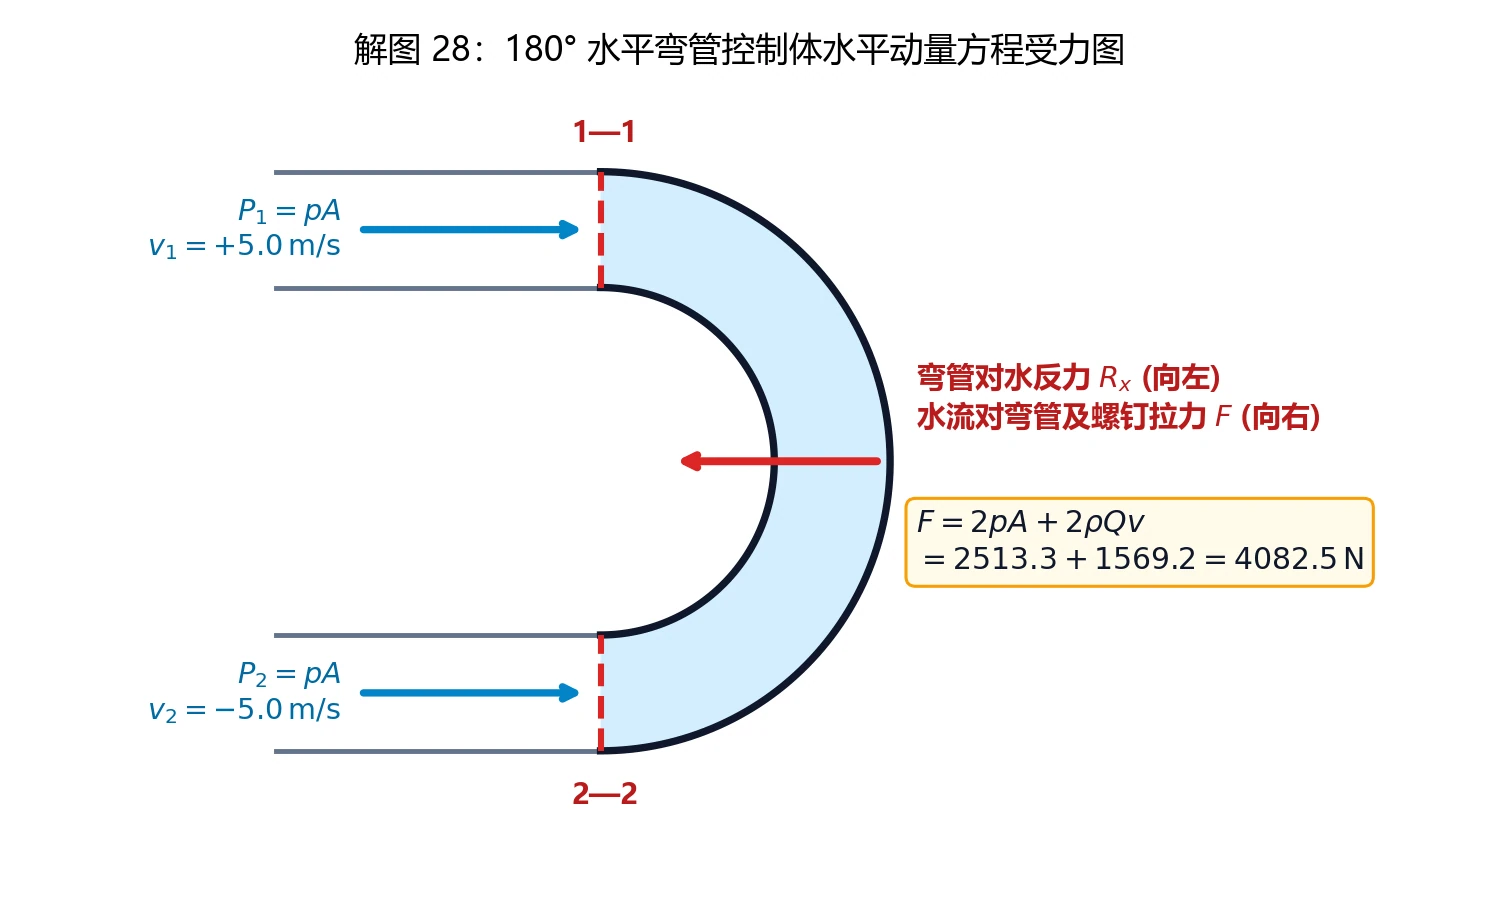 解图 28：180° 水平弯管控制体水平动量方程受力图
1—1
P₁ = pA
v₁ = +5.0 m/s
弯管对水反力 Rₓ (向左)
水流对弯管及螺钉拉力 F (向右)
F = 2pA + 2ρQv
= 2513.3 + 1569.2 = 4082.5 N
P₂ = pA
v₂ = −5.0 m/s
2—2